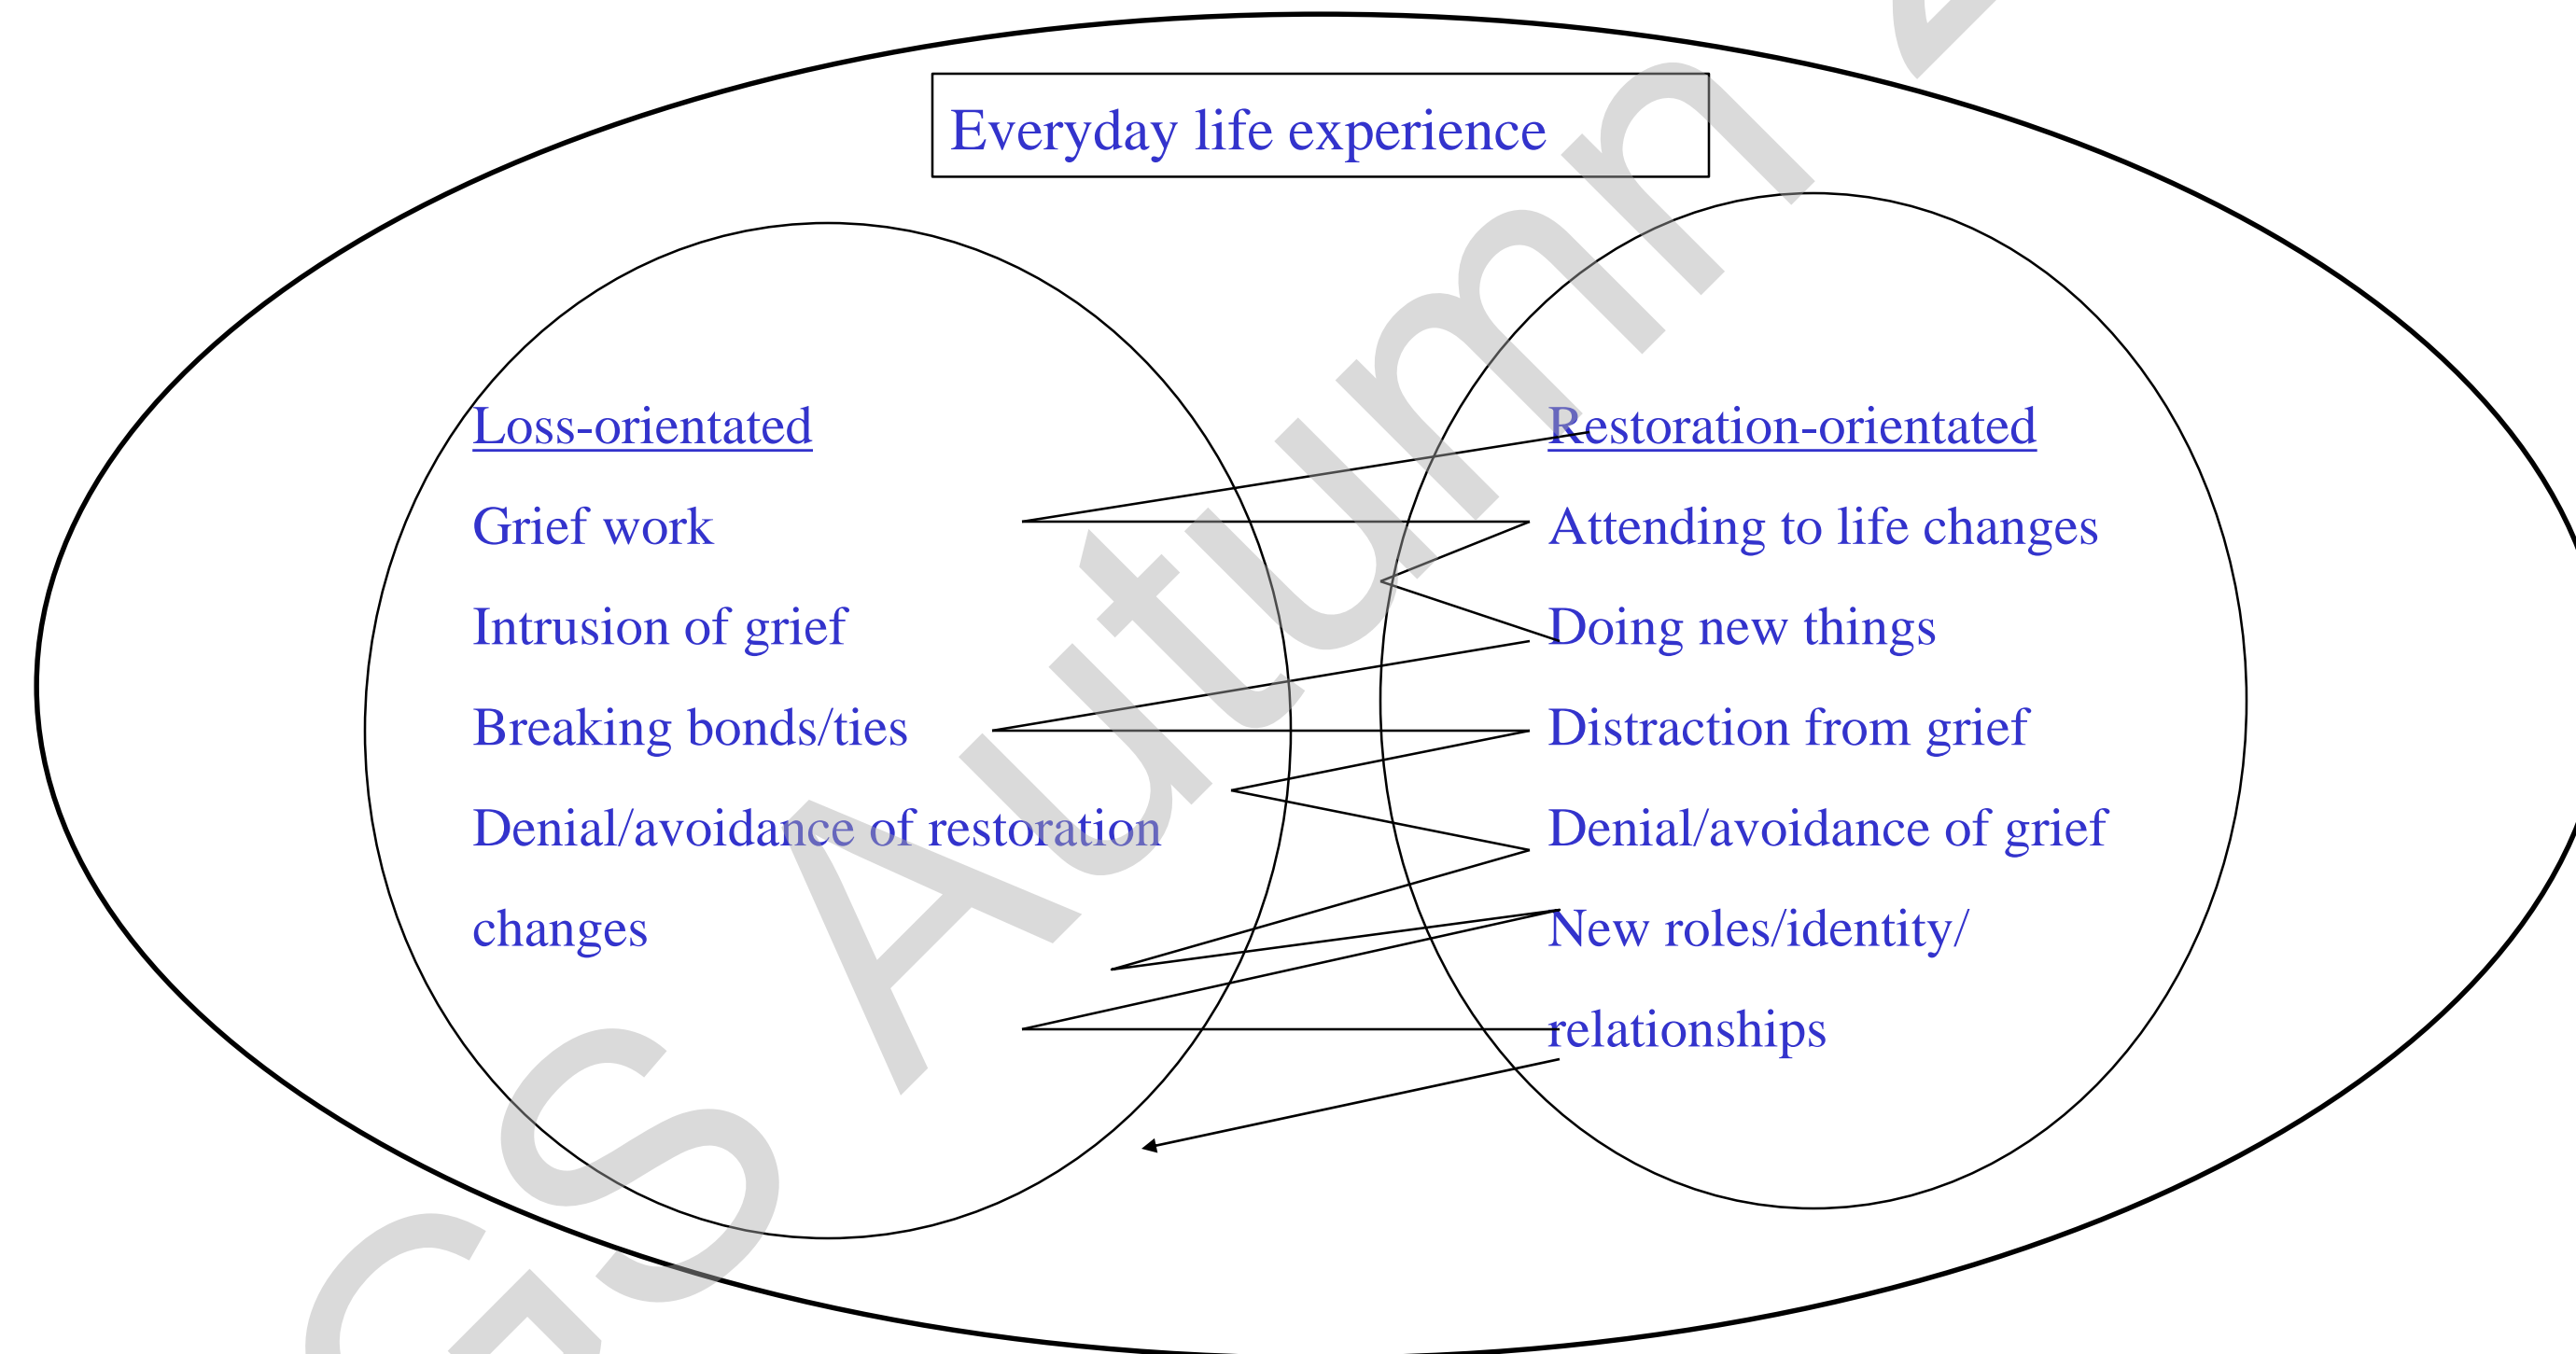 Everyday life experience
Loss-orientated
Grief work
Intrusion of grief
Breaking bonds/ties
Denial/avoidance of restoration
changes
Restoration-orientated
Attending to life changes
Doing new things
Distraction from grief
Denial/avoidance of grief
New roles/identity/
relationships
GS Autumn